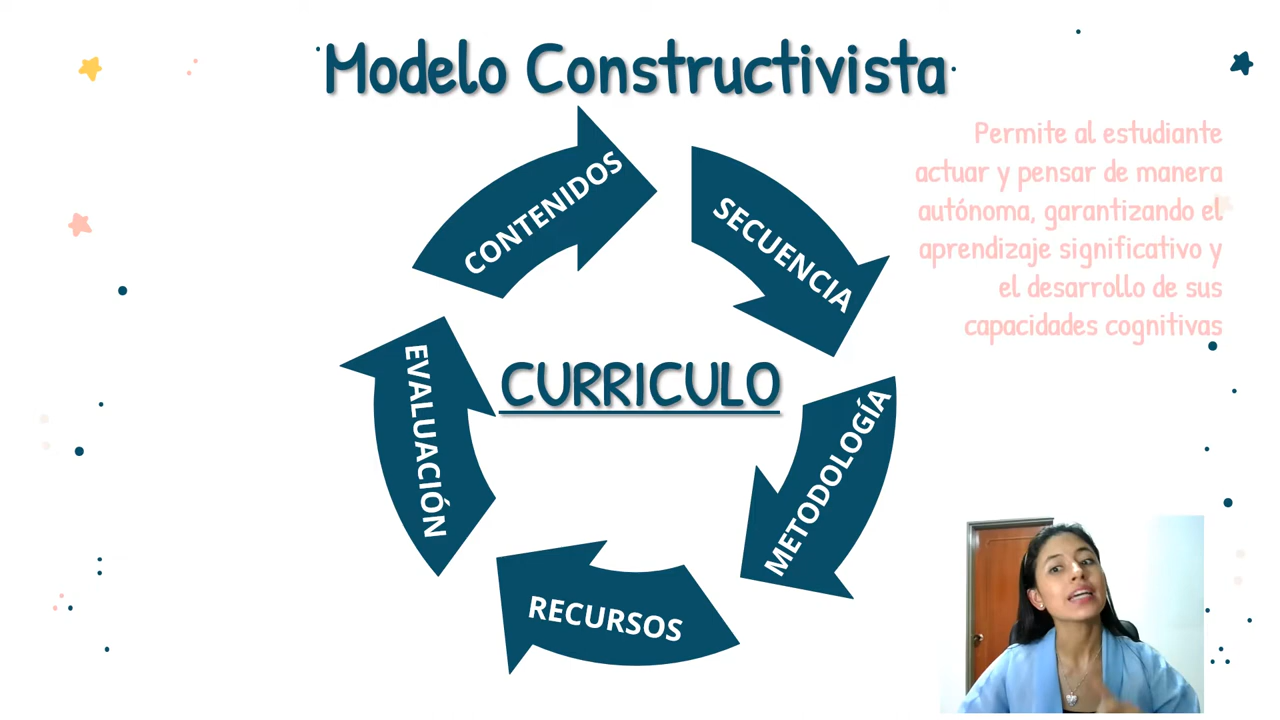 Modelo Constructivista
Permite al estudiante
actuar y pensar de manera
autónoma, garantizando el
aprendizaje significativo y
el desarrollo de sus
capacidades cognitivas
CONTENIDOS
SECUENCIA
CURRICULO
EVALUACIÓN
METODOLOGÍA
RECURSOS